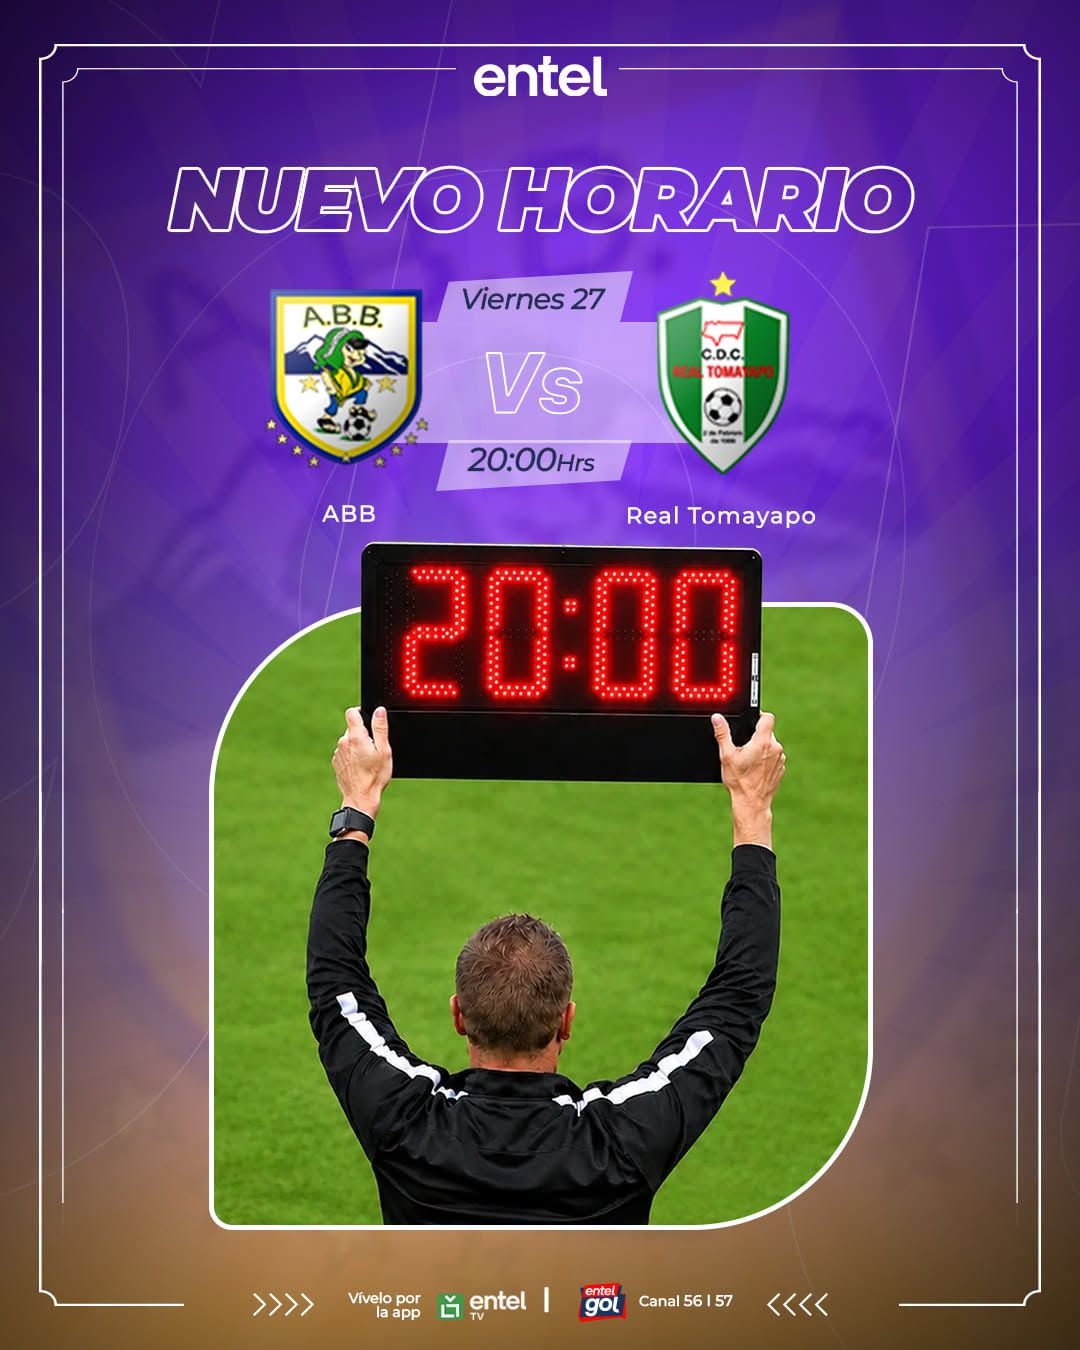 entel
NUEVO HORARIO
Viernes 27
A.B.B.
Vs
C.D.C.
REAL TOMAYAPO
20:00Hrs
ABB
Real Tomayapo
20:00
Vívelo por
la app
entel
TV
entel
gol
Canal 56 | 57